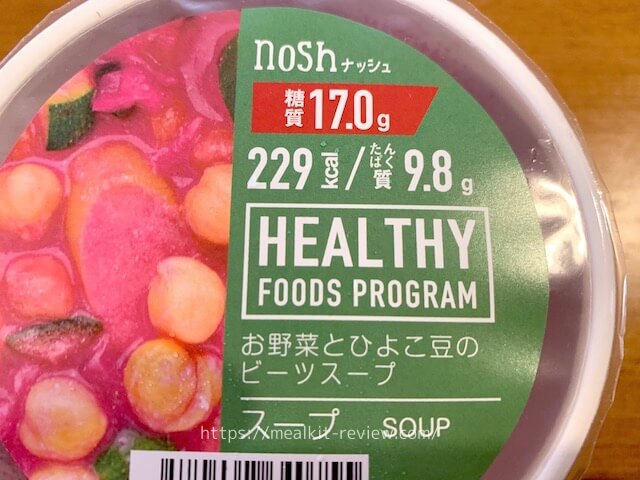 nosh ナッシュ
糖質 17.0g
229 kcal / たんぱく質 9.8g
HEALTHY
FOODS PROGRAM
お野菜とひよこ豆の
ビーツスープ
スープ SOUP
https://mealkit-review.com/